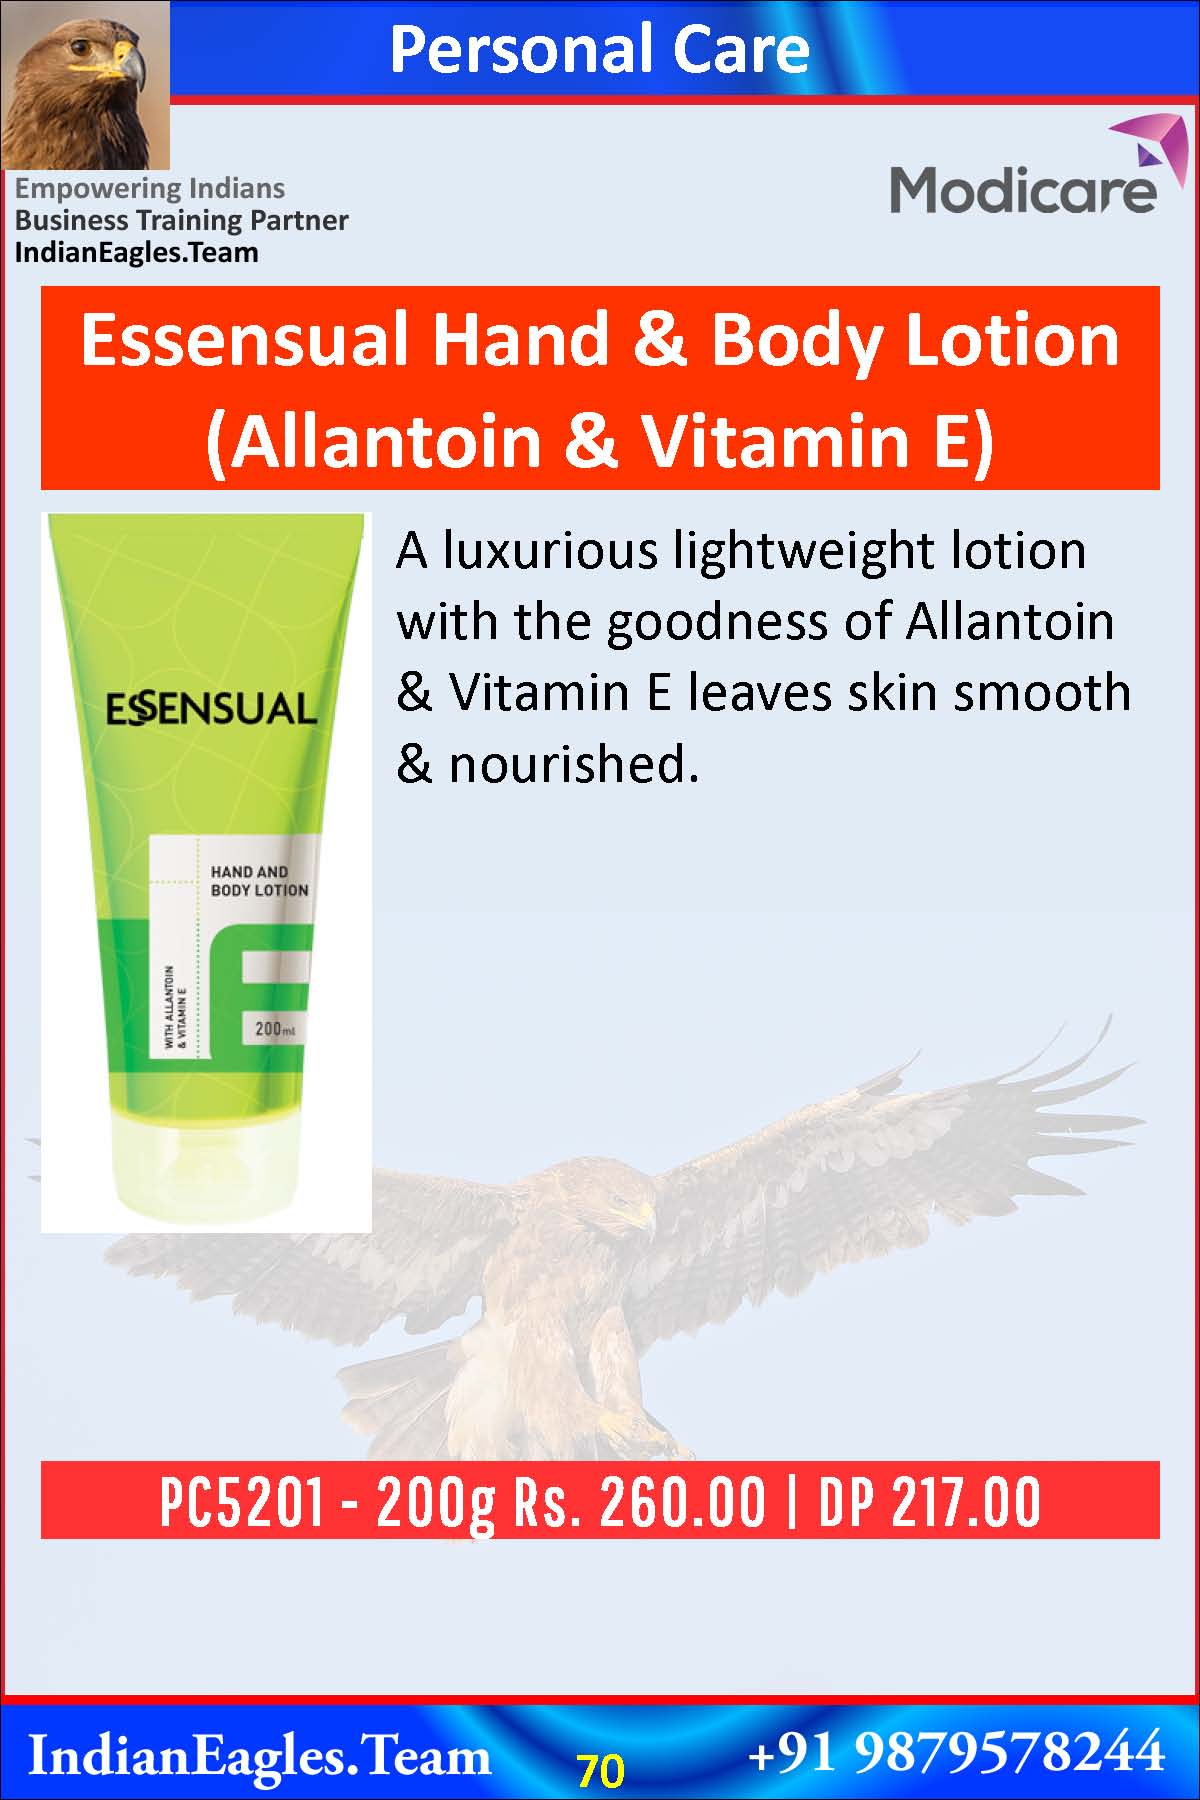 Personal Care
Empowering Indians
Business Training Partner
IndianEagles.Team
Modicare
Essensual Hand & Body Lotion
(Allantoin & Vitamin E)
A luxurious lightweight lotion
with the goodness of Allantoin
& Vitamin E leaves skin smooth
& nourished.
ESSENSUAL
HAND AND
BODY LOTION
WITH ALLANTOIN
& VITAMIN E
200ml
PC5201 - 200g Rs. 260.00 | DP 217.00
IndianEagles.Team
70
+91 9879578244